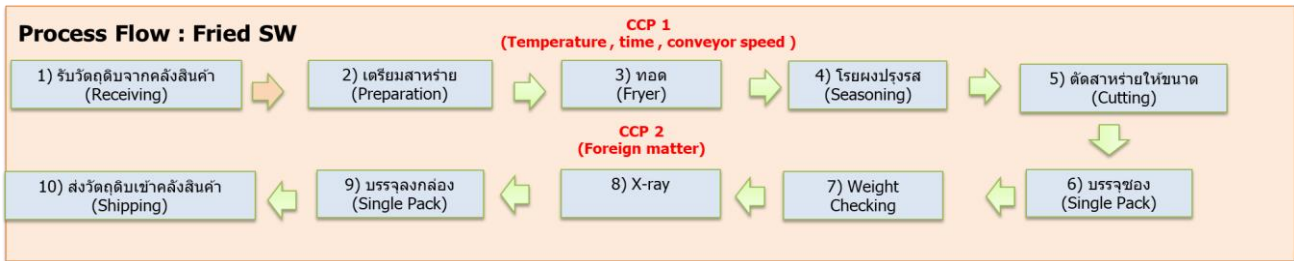 Process Flow : Fried SW
CCP 1
(Temperature , time , conveyor speed )
1) รับวัตถุดิบจากคลังสินค้า
(Receiving)
2) เตรียมสาหร่าย
(Preparation)
3) ทอด
(Fryer)
4) โรยผงปรุงรส
(Seasoning)
5) ตัดสาหร่ายให้ขนาด
(Cutting)
6) บรรจุซอง
(Single Pack)
7) Weight
Checking
CCP 2
(Foreign matter)
8) X-ray
9) บรรจุลงกล่อง
(Single Pack)
10) ส่งวัตถุดิบเข้าคลังสินค้า
(Shipping)